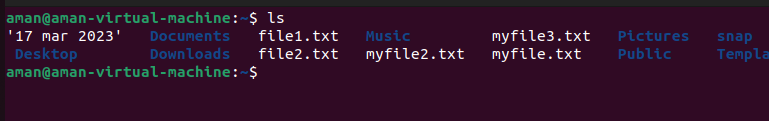 aman@aman-virtual-machine:~$ ls
'17 mar 2023' Documents file1.txt Music myfile3.txt Pictures snap
Desktop Downloads file2.txt myfile2.txt myfile.txt Public Templa
aman@aman-virtual-machine:~$